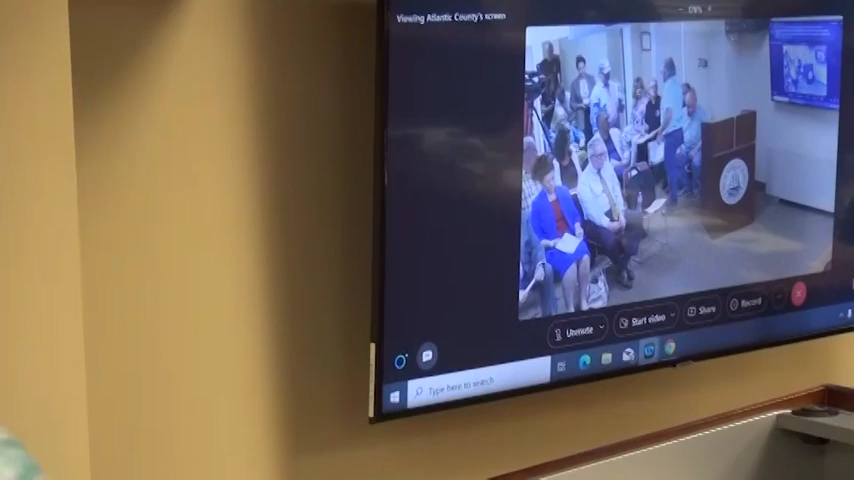 Viewing Atlantic County's screen
Unmute
Start video
Share
Record
Type here to search